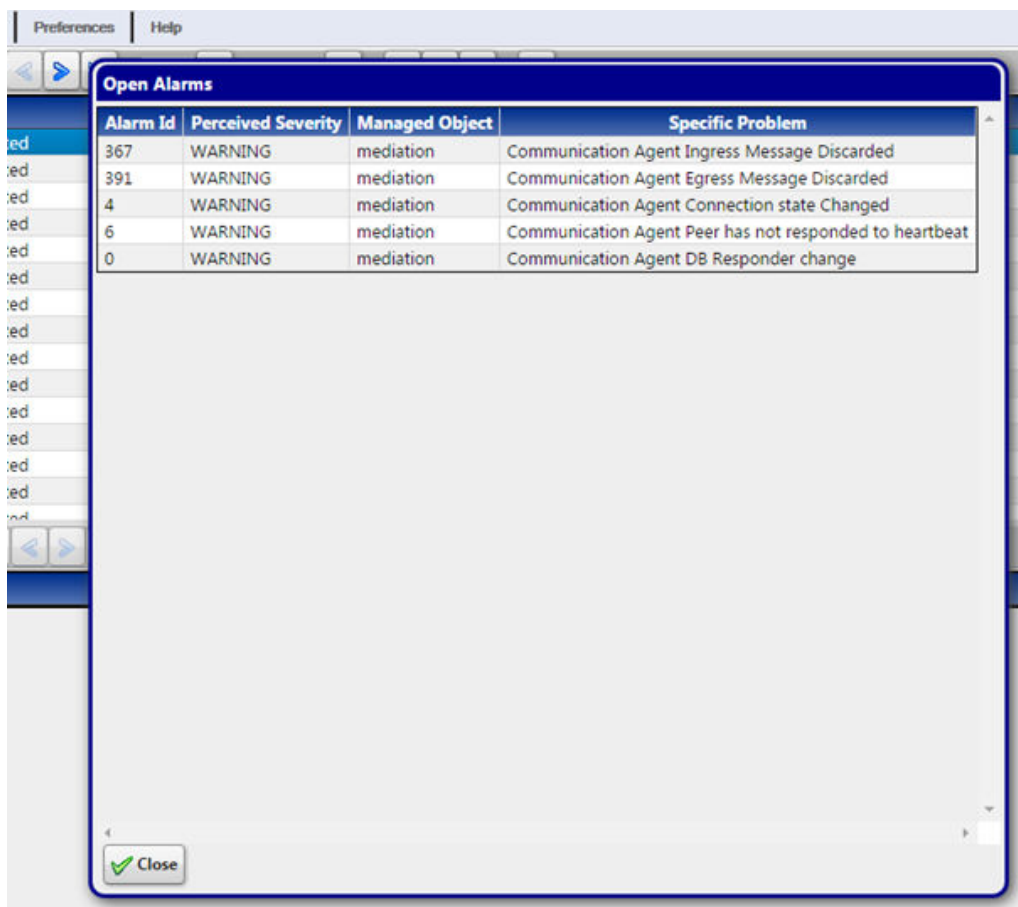 Preferences Help
Open Alarms
Alarm Id Perceived Severity Managed Object Specific Problem
367 WARNING mediation Communication Agent Ingress Message Discarded
391 WARNING mediation Communication Agent Egress Message Discarded
4 WARNING mediation Communication Agent Connection state Changed
6 WARNING mediation Communication Agent Peer has not responded to heartbeat
0 WARNING mediation Communication Agent DB Responder change
Close